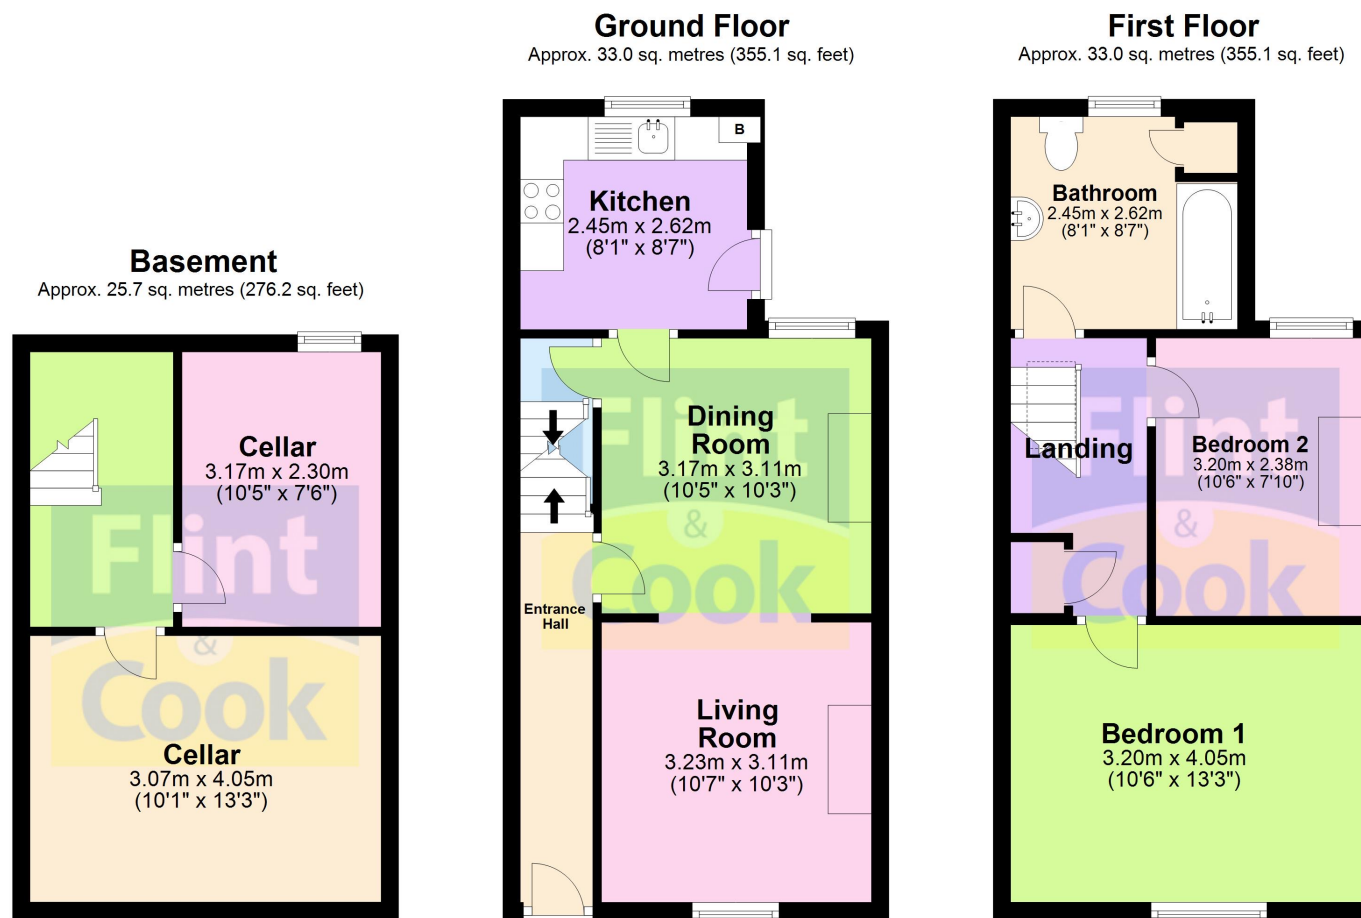 Ground Floor
Approx. 33.0 sq. metres (355.1 sq. feet)
First Floor
Approx. 33.0 sq. metres (355.1 sq. feet)
Basement
Approx. 25.7 sq. metres (276.2 sq. feet)
Cellar
3.17m x 2.30m
(10'5" x 7'6")
Cellar
3.07m x 4.05m
(10'1" x 13'3")
Flint
&
Cook
B
Kitchen
2.45m x 2.62m
(8'1" x 8'7")
Dining
Room
3.17m x 3.11m
(10'5" x 10'3")
Entrance
Hall
Living
Room
3.23m x 3.11m
(10'7" x 10'3")
Flint
&
Cook
Bathroom
2.45m x 2.62m
(8'1" x 8'7")
Landing
Bedroom 2
3.20m x 2.38m
(10'6" x 7'10")
Bedroom 1
3.20m x 4.05m
(10'6" x 13'3")
Flint
&
Cook